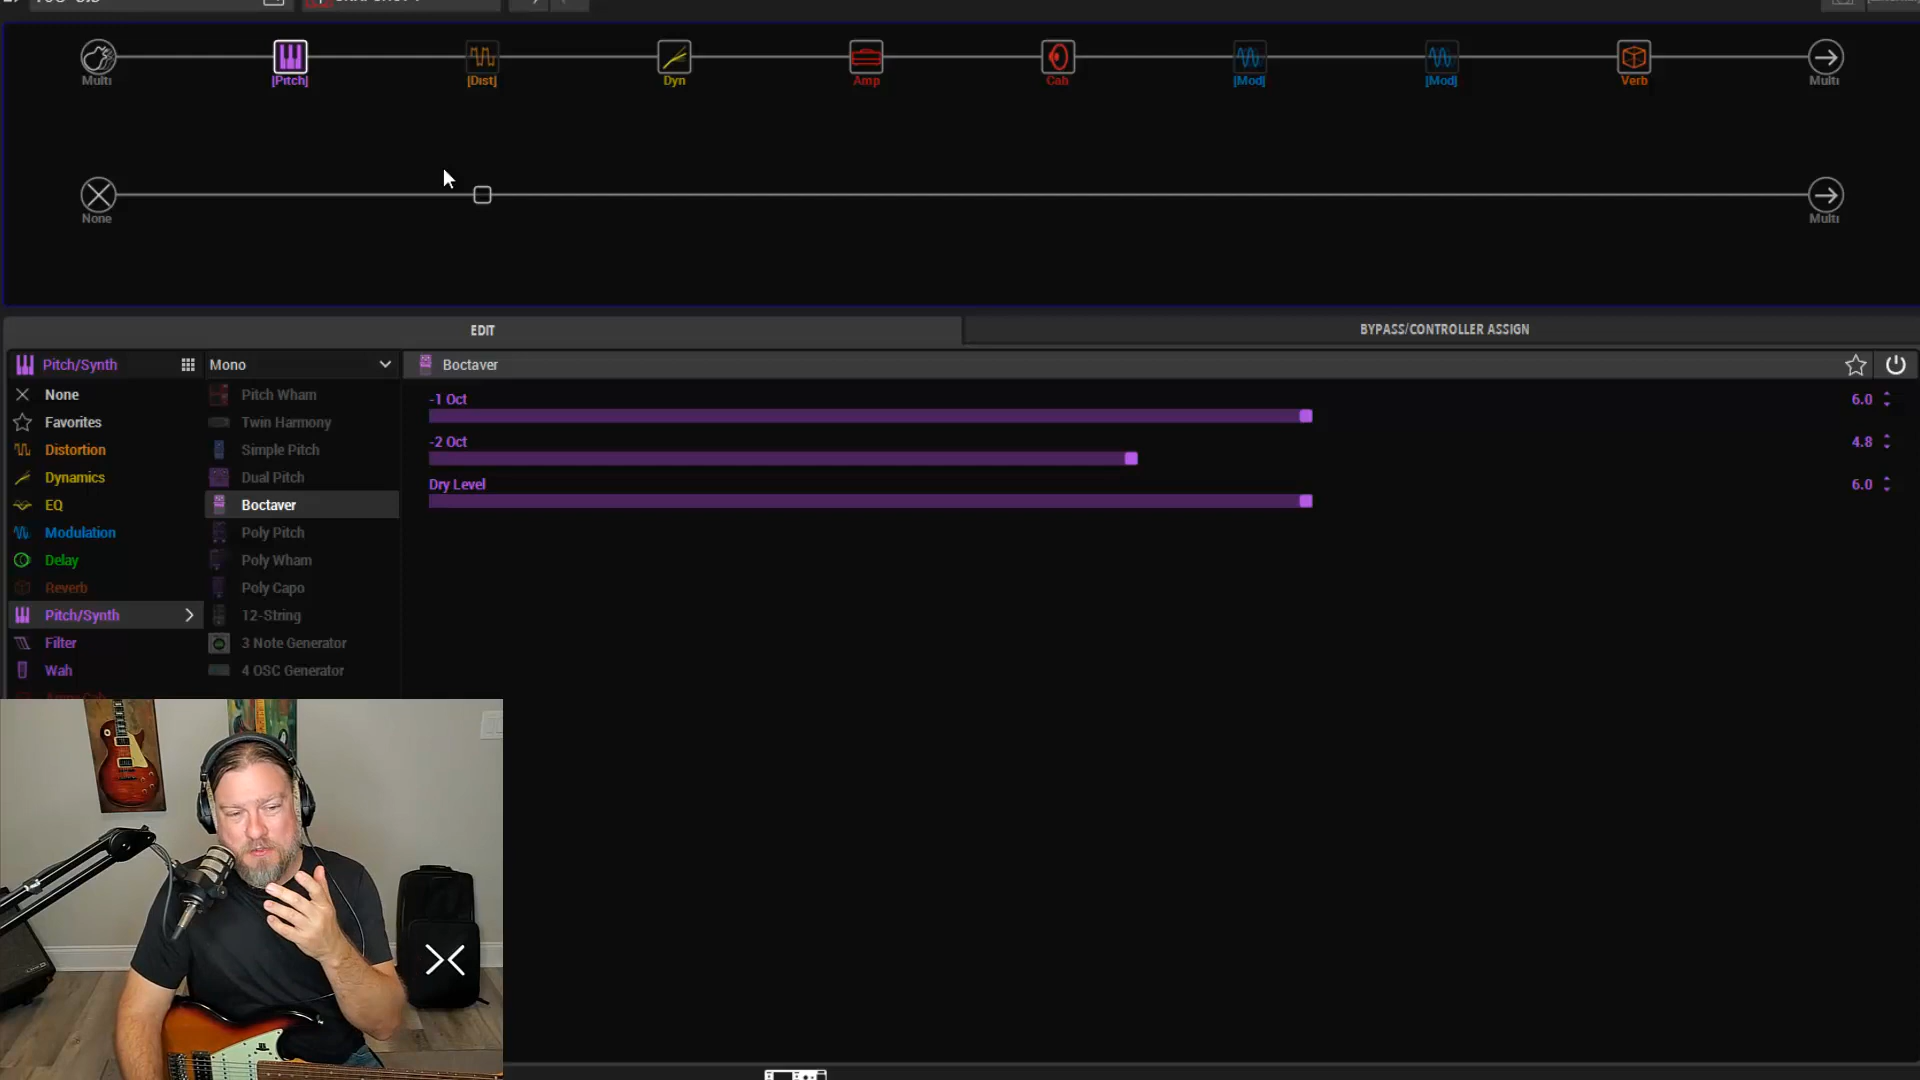 Multi
[Pitch]
[Dist]
Dyn
Amp
Cab
[Mod]
[Mod]
Verb
Multi
None
Multi
EDIT
BYPASS/CONTROLLER ASSIGN
Pitch/Synth
Mono
Boctaver
None
Favorites
Distortion
Dynamics
EQ
Modulation
Delay
Reverb
Pitch/Synth
Filter
Wah
Pitch Wham
Twin Harmony
Simple Pitch
Dual Pitch
Boctaver
Poly Pitch
Poly Wham
Poly Capo
12-String
3 Note Generator
4 OSC Generator
-1 Oct
6.0
-2 Oct
4.8
Dry Level
6.0